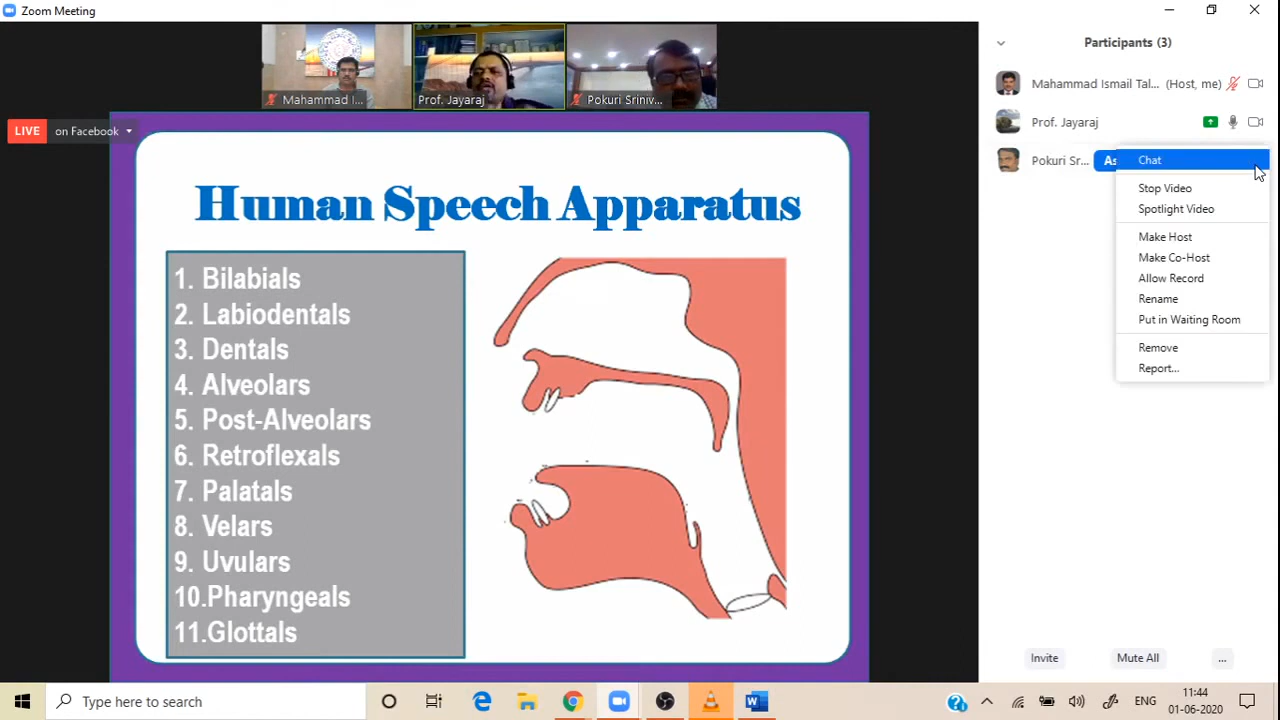 Zoom Meeting
Mahammad I...
Prof. Jayaraj
Pokuri Sriniv...
LIVE on Facebook
Human Speech Apparatus
1. Bilabials
2. Labiodentals
3. Dentals
4. Alveolars
5. Post-Alveolars
6. Retroflexals
7. Palatals
8. Velars
9. Uvulars
10.Pharyngeals
11.Glottals
Participants (3)
Mahammad Ismail Tal... (Host, me)
Prof. Jayaraj
Pokuri Sr...
As
Chat
Stop Video
Spotlight Video
Make Host
Make Co-Host
Allow Record
Rename
Put in Waiting Room
Remove
Report...
Invite
Mute All
...
Type here to search
ENG
11:44
01-06-2020